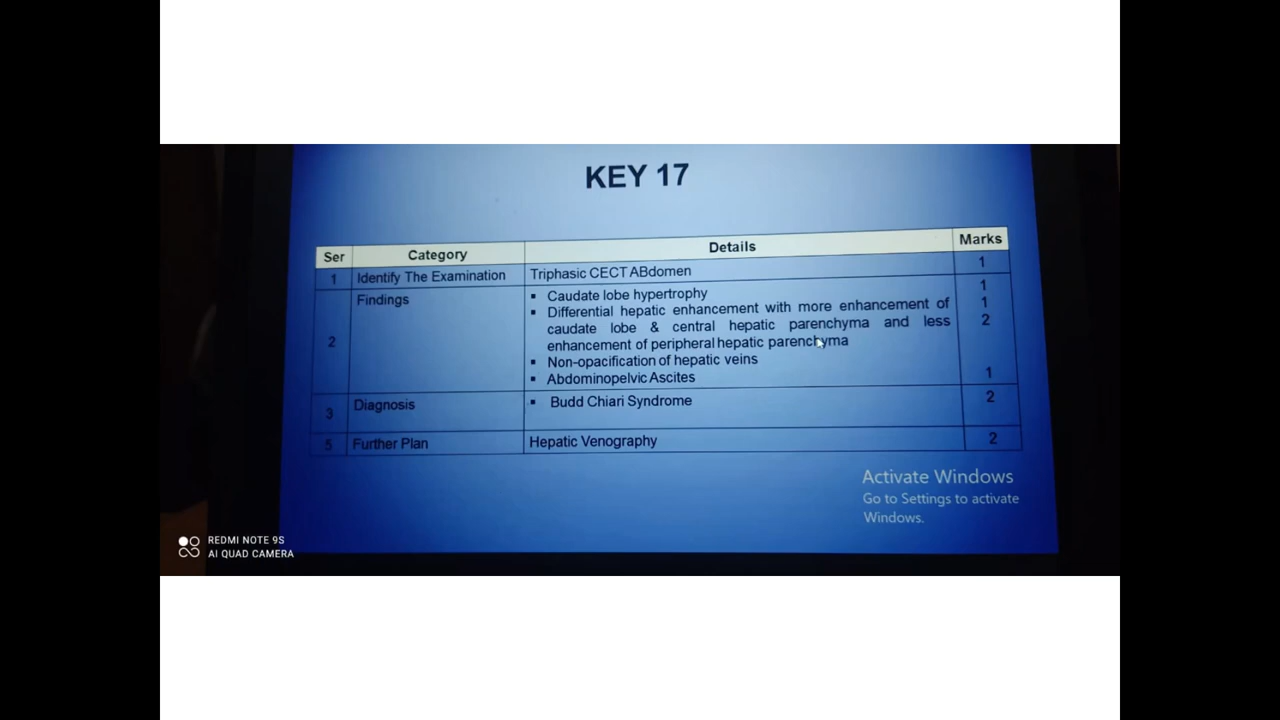 KEY 17
Ser Category Details Marks
1 Identify The Examination Triphasic CECT ABdomen 1
2 Findings ▪ Caudate lobe hypertrophy 1
▪ Differential hepatic enhancement with more enhancement of 1
caudate lobe & central hepatic parenchyma and less 2
enhancement of peripheral hepatic parenchyma
▪ Non-opacification of hepatic veins
▪ Abdominopelvic Ascites 1
3 Diagnosis ▪ Budd Chiari Syndrome 2
5 Further Plan Hepatic Venography 2
Activate Windows
Go to Settings to activate
Windows.
REDMI NOTE 9S
AI QUAD CAMERA